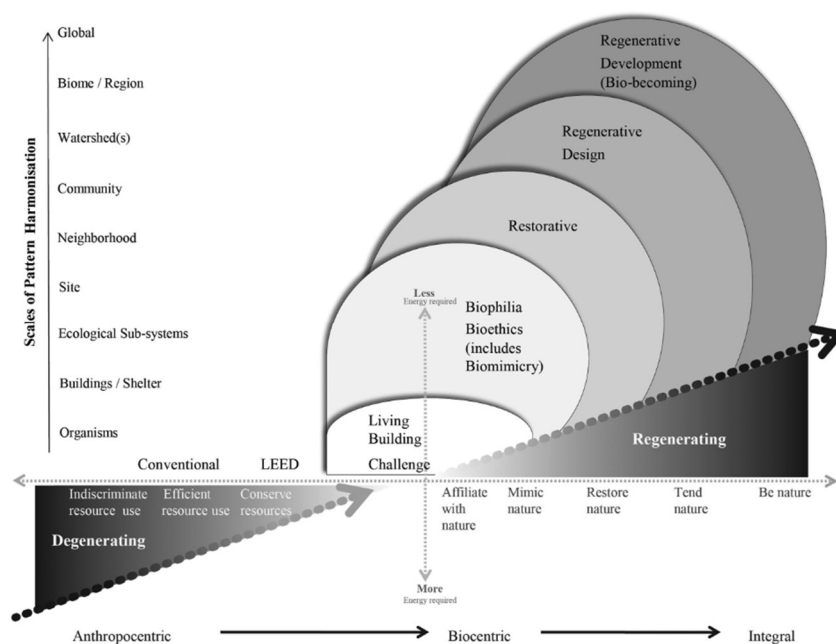 Scales of Pattern Harmonisation
Global
Biome / Region
Watershed(s)
Community
Neighborhood
Site
Ecological Sub-systems
Buildings / Shelter
Organisms
Regenerative
Development
(Bio-becoming)
Regenerative
Design
Restorative
Less
Energy required
Biophilia
Bioethics
(includes
Biomimicry)
Living
Building
Challenge
Regenerating
Conventional
LEED
Indiscriminate
resource use
Efficient
resource use
Conserve
resources
Affiliate
with
nature
Mimic
nature
Restore
nature
Tend
nature
Be nature
Degenerating
More
Energy required
Anthropocentric
Biocentric
Integral